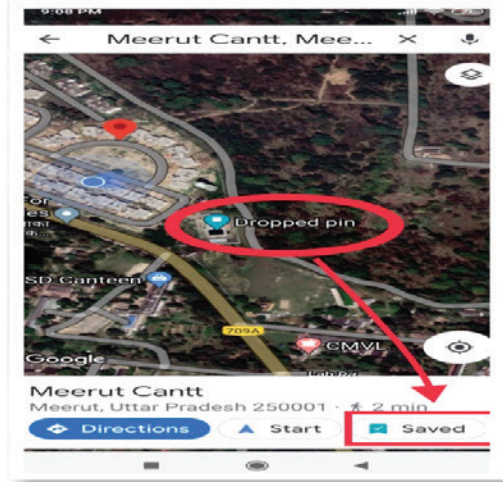 9:08 PM
Meerut Cantt, Mee...
Dropped pin
SD Canteen
709A
CMVL
Google
Meerut Cantt
Meerut, Uttar Pradesh 250001 · 2 min
Directions
Start
Saved